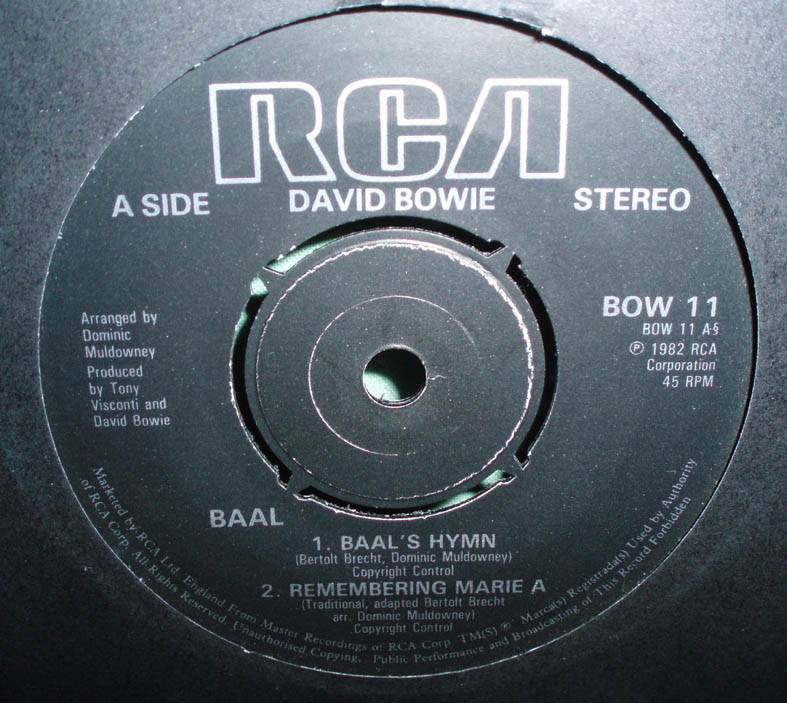 RCA
A SIDE
DAVID BOWIE
STEREO
Arranged by
Dominic
Muldowney
Produced
by Tony
Visconti and
David Bowie
BOW 11
BOW 11 A§
℗ 1982 RCA
Corporation
45 RPM
BAAL
1. BAAL'S HYMN
(Bertolt Brecht, Dominic Muldowney)
Copyright Control
2. REMEMBERING MARIE A
(Traditional, adapted Bertolt Brecht
arr. Dominic Muldowney)
Copyright Control
Marketed by RCA Ltd. England From Master Recordings of RCA Corp. TM(S) ® Marca(s) Registrada(s) Used by Authority
of RCA Corp. All Rights Reserved. Unauthorised Copying, Public Performance and Broadcasting of This Record Forbidden